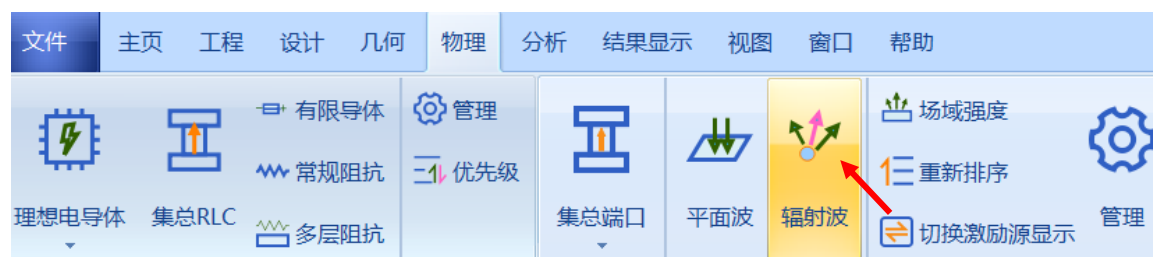 文件 主页 工程 设计 几何 物理 分析 结果显示 视图 窗口 帮助
有限导体 管理 场域强度
常规阻抗 优先级 重新排序
理想电导体 集总RLC 多层阻抗 集总端口 平面波 辐射波 切换激励源显示 管理